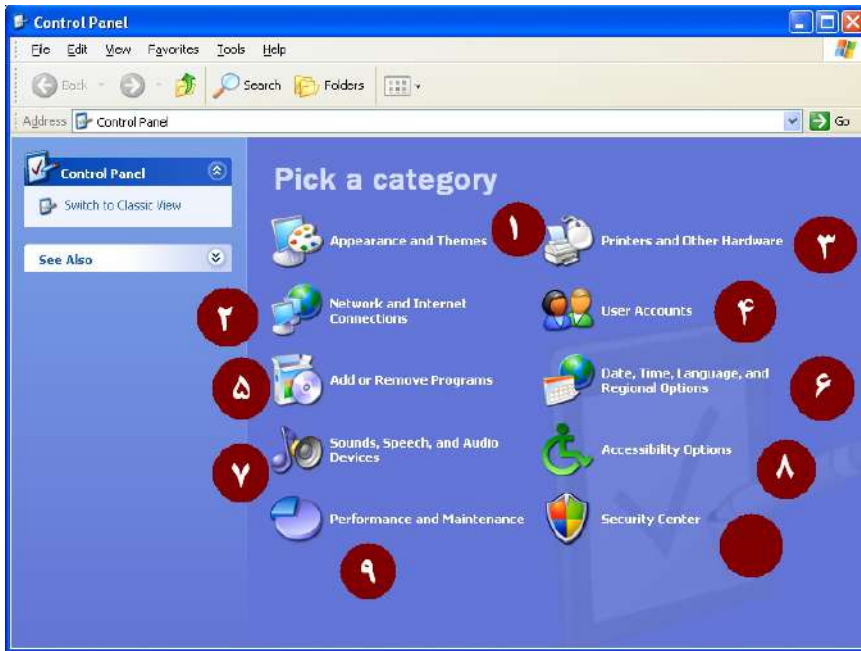 Control Panel
File Edit View Favorites Tools Help
Back Search Folders
Address Control Panel Go
Control Panel
Switch to Classic View
See Also
Pick a category
Appearance and Themes
۱
Printers and Other Hardware
۳
۲
Network and Internet
Connections
User Accounts
۴
۵
Add or Remove Programs
Date, Time, Language, and
Regional Options
۶
۷
Sounds, Speech, and Audio
Devices
Accessibility Options
۸
Performance and Maintenance
۹
Security Center